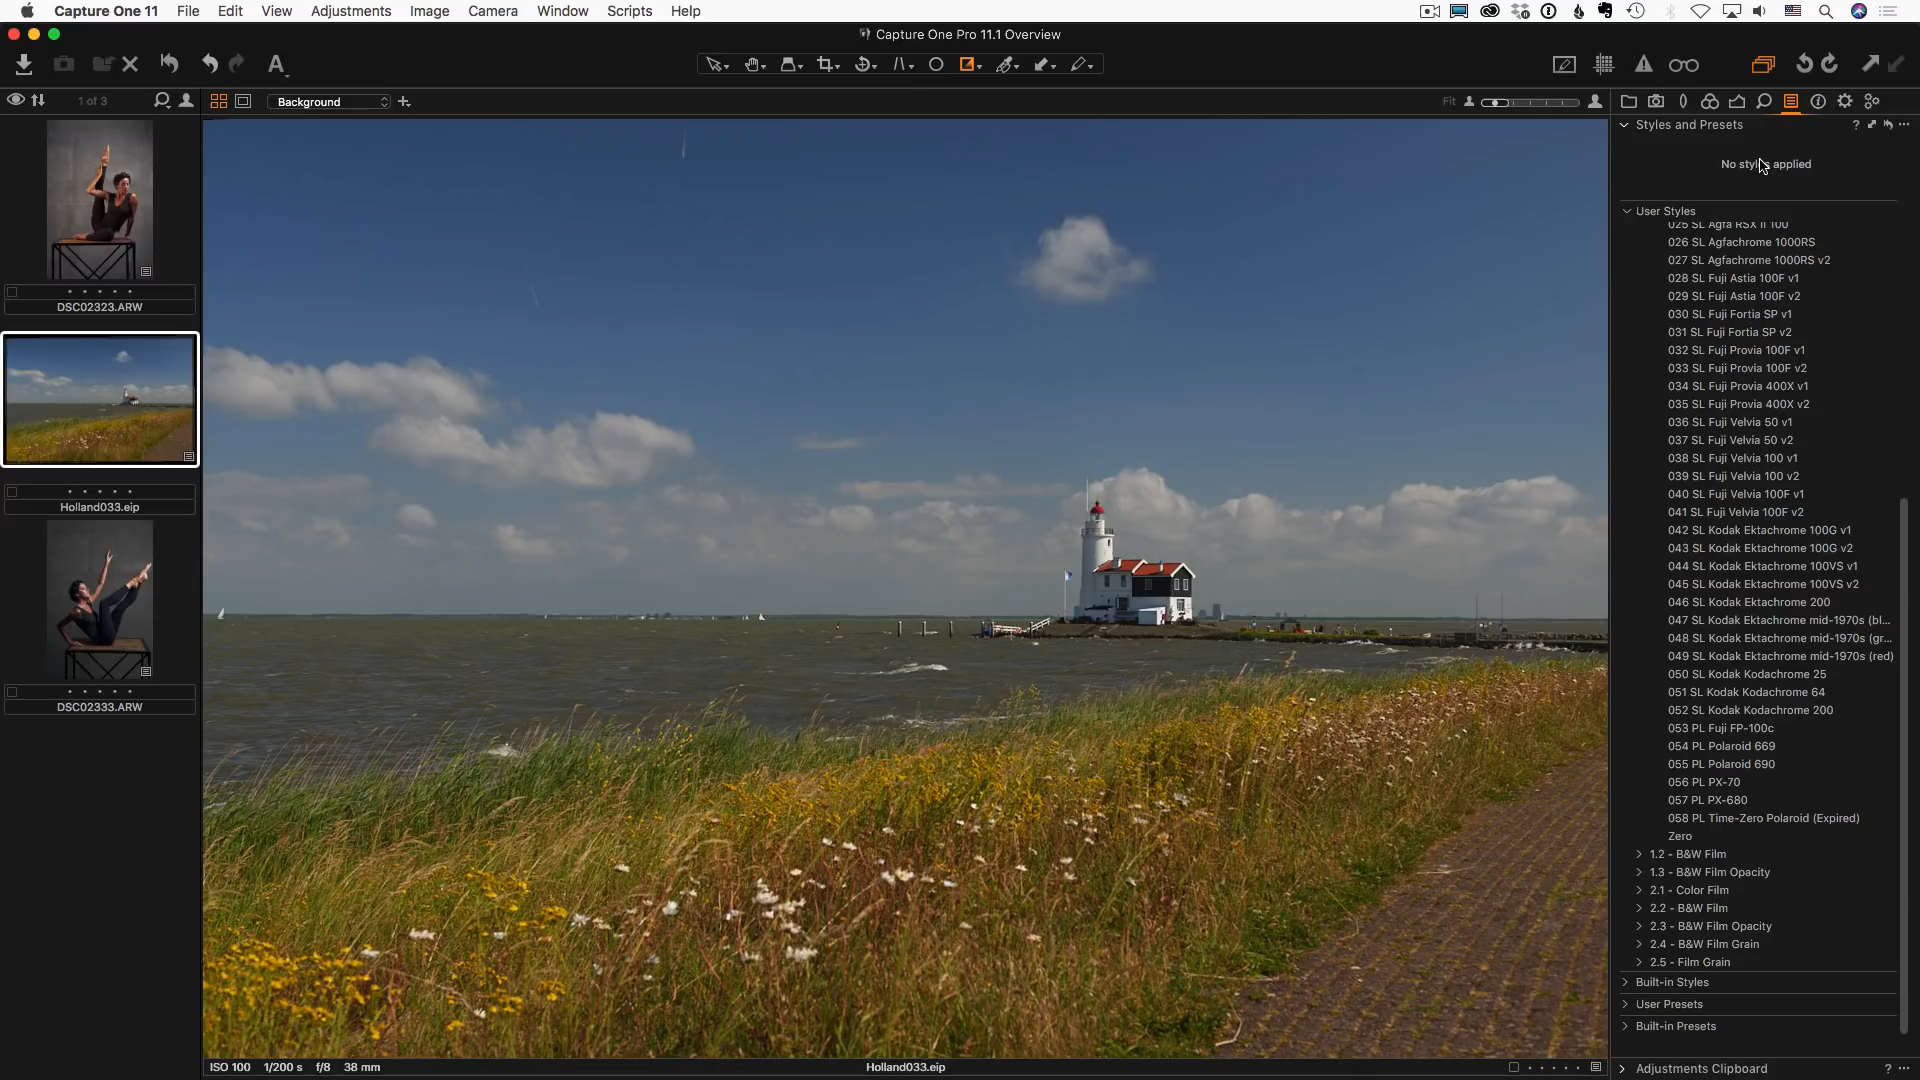 Capture One 11 File Edit View Adjustments Image Camera Window Scripts Help
Capture One Pro 11.1 Overview
1 of 3
Background
Fit
DSC02323.ARW
Holland033.eip
DSC02333.ARW
ISO 100 1/200 s f/8 38 mm
Holland033.eip
Styles and Presets
No styles applied
User Styles
025 SL Agfa RSX II 100
026 SL Agfachrome 1000RS
027 SL Agfachrome 1000RS v2
028 SL Fuji Astia 100F v1
029 SL Fuji Astia 100F v2
030 SL Fuji Fortia SP v1
031 SL Fuji Fortia SP v2
032 SL Fuji Provia 100F v1
033 SL Fuji Provia 100F v2
034 SL Fuji Provia 400X v1
035 SL Fuji Provia 400X v2
036 SL Fuji Velvia 50 v1
037 SL Fuji Velvia 50 v2
038 SL Fuji Velvia 100 v1
039 SL Fuji Velvia 100 v2
040 SL Fuji Velvia 100F v1
041 SL Fuji Velvia 100F v2
042 SL Kodak Ektachrome 100G v1
043 SL Kodak Ektachrome 100G v2
044 SL Kodak Ektachrome 100VS v1
045 SL Kodak Ektachrome 100VS v2
046 SL Kodak Ektachrome 200
047 SL Kodak Ektachrome mid-1970s (bl...
048 SL Kodak Ektachrome mid-1970s (gr...
049 SL Kodak Ektachrome mid-1970s (red)
050 SL Kodak Kodachrome 25
051 SL Kodak Kodachrome 64
052 SL Kodak Kodachrome 200
053 PL Fuji FP-100c
054 PL Polaroid 669
055 PL Polaroid 690
056 PL PX-70
057 PL PX-680
058 PL Time-Zero Polaroid (Expired)
Zero
1.2 - B&W Film
1.3 - B&W Film Opacity
2.1 - Color Film
2.2 - B&W Film
2.3 - B&W Film Opacity
2.4 - B&W Film Grain
2.5 - Film Grain
Built-in Styles
User Presets
Built-in Presets
Adjustments Clipboard